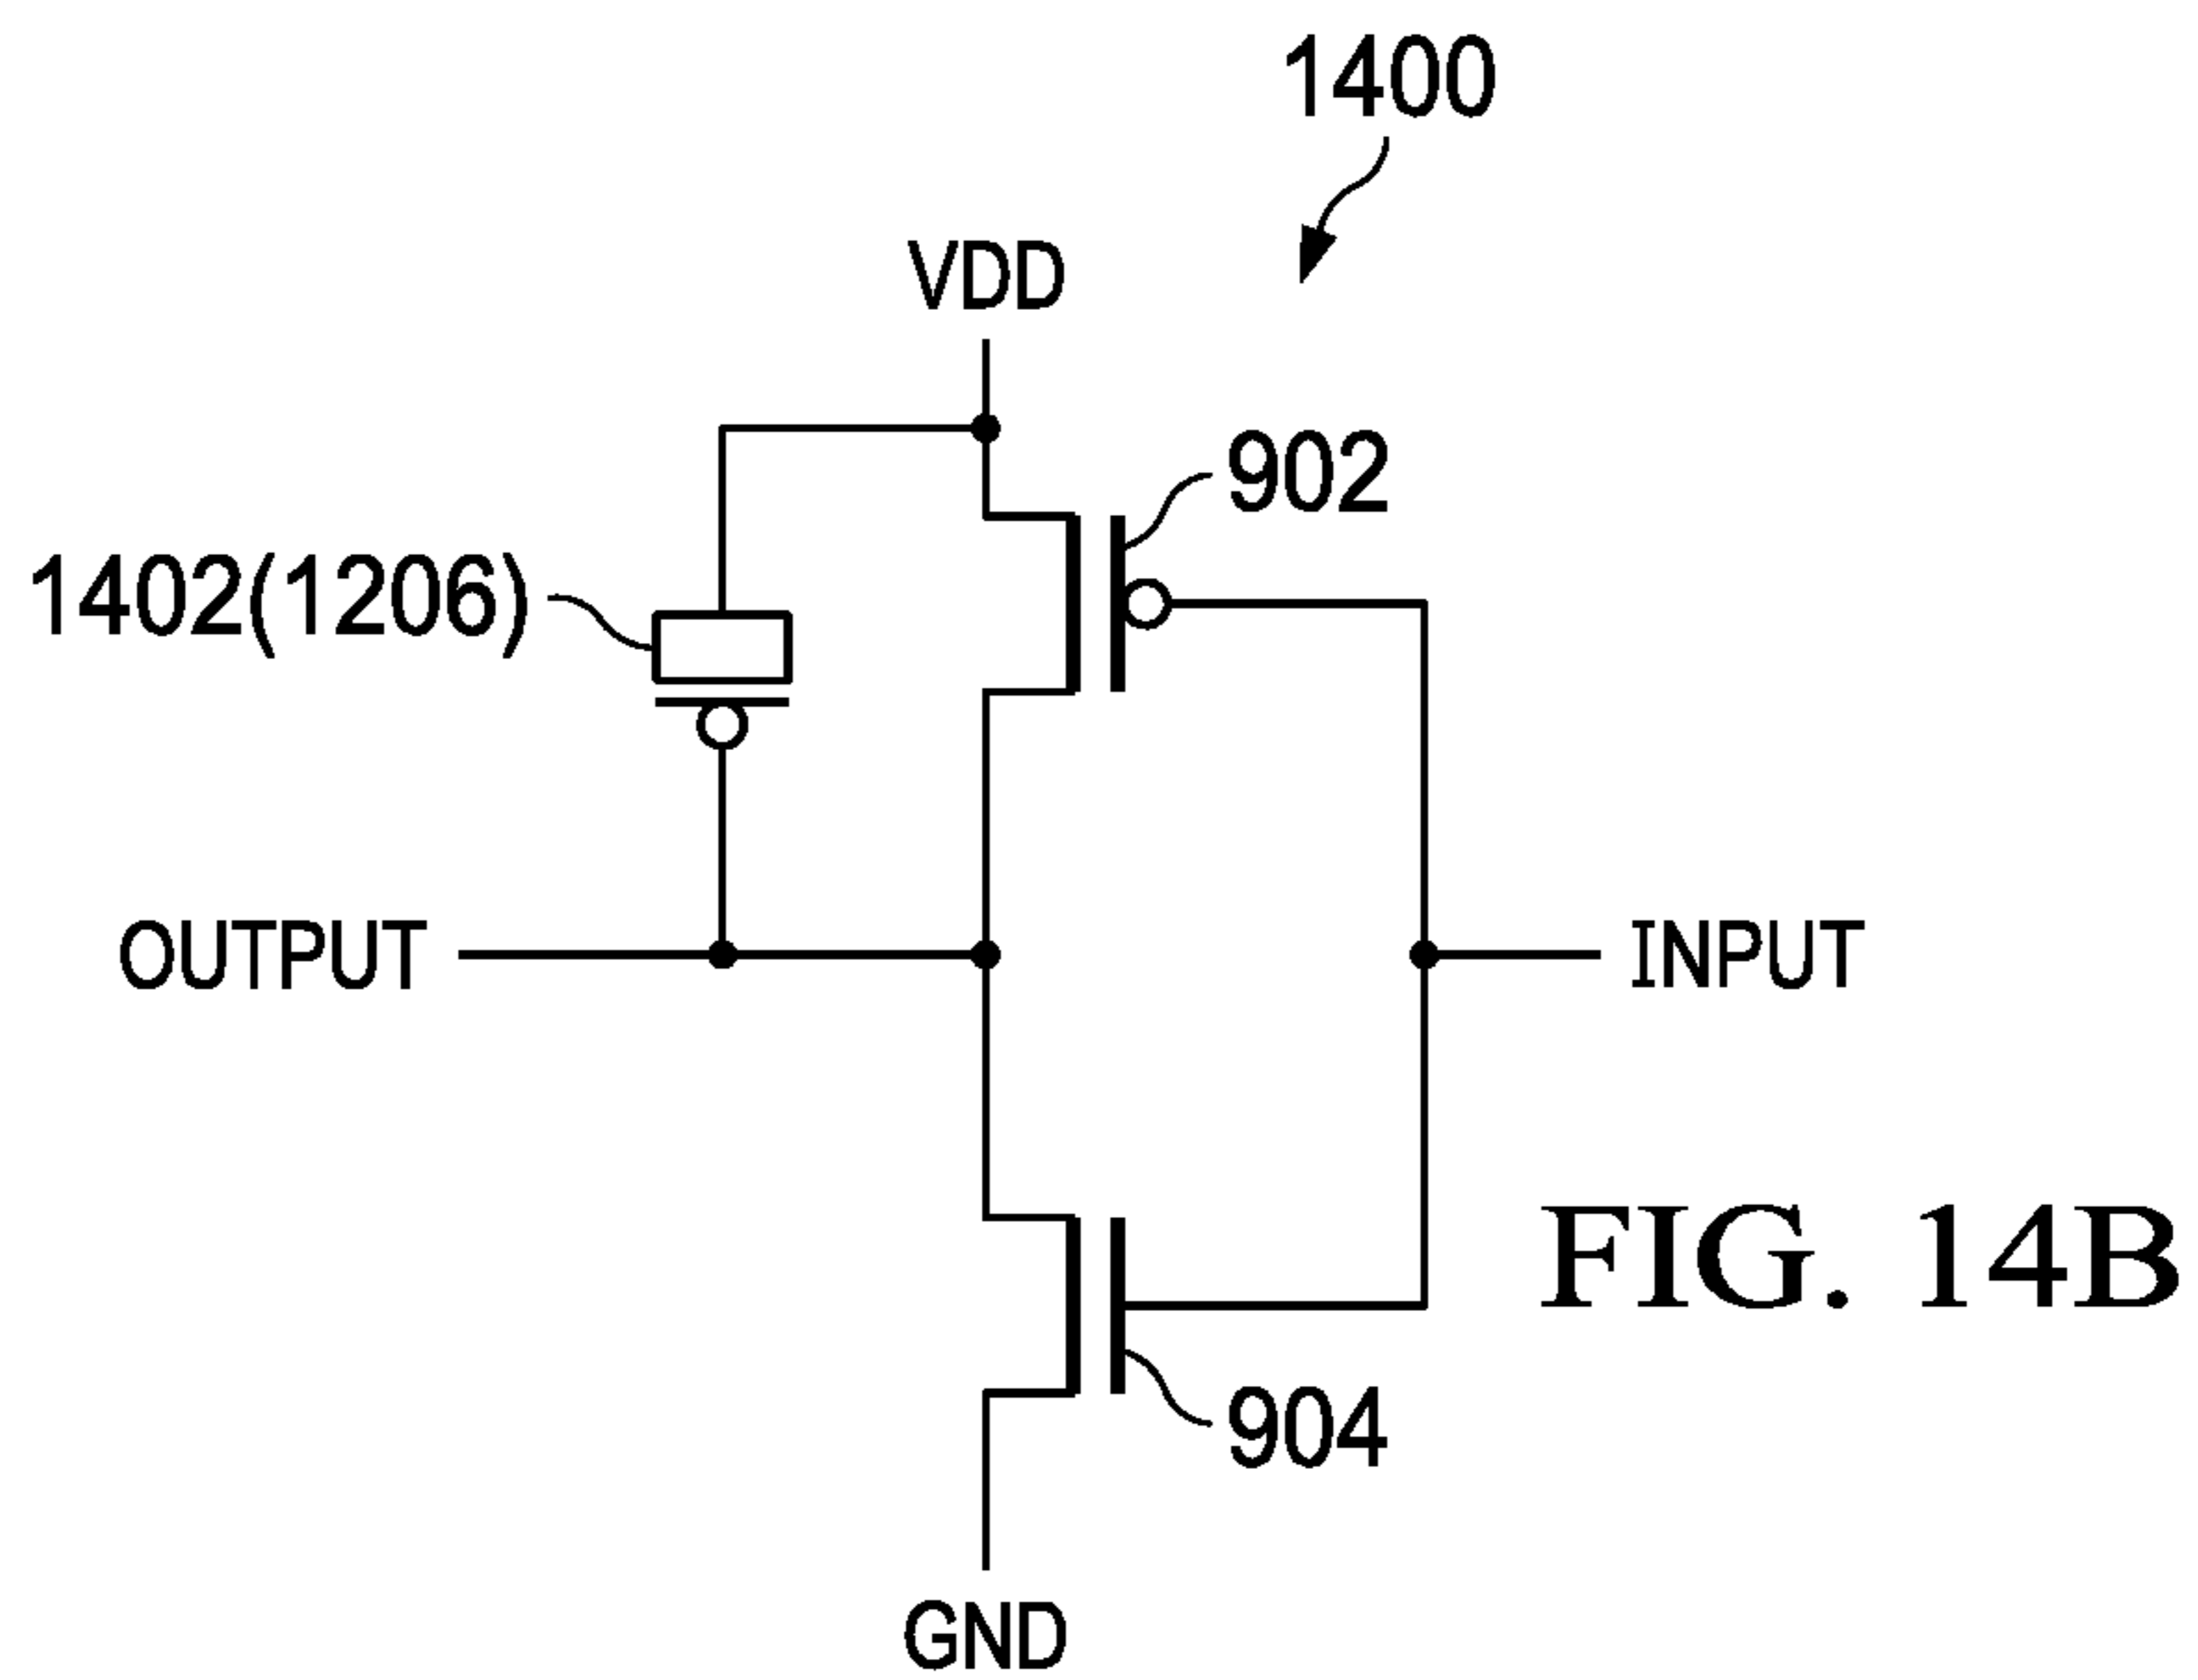 1400
VDD
902
1402(1206)
OUTPUT
INPUT
FIG. 14B
904
GND